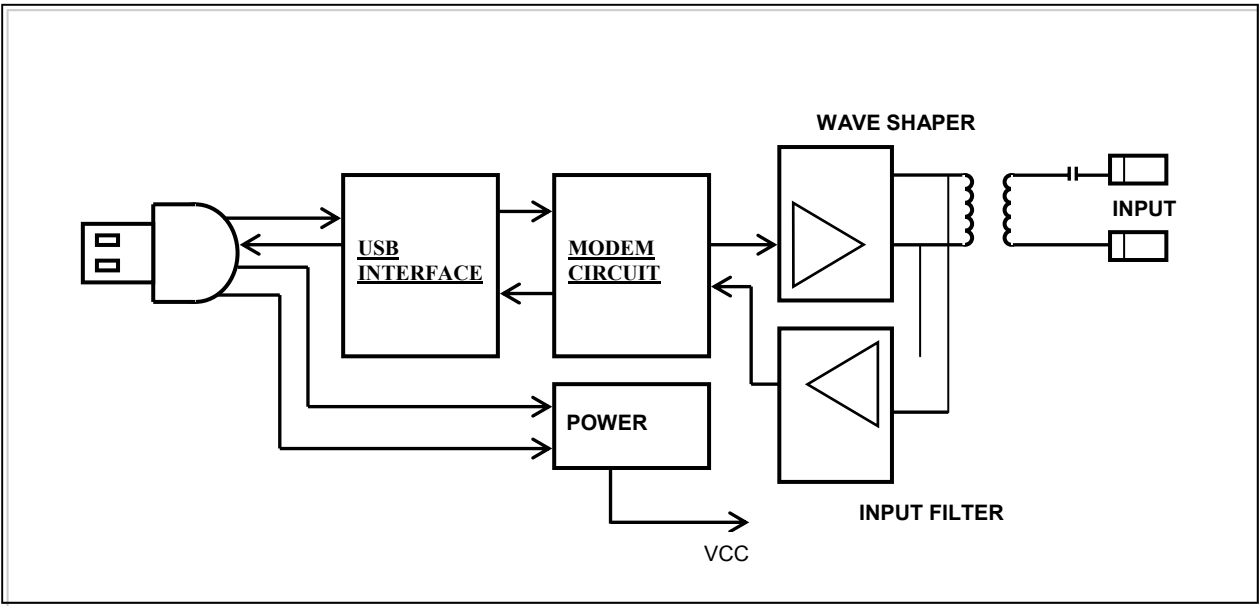 WAVE SHAPER
INPUT
USB
INTERFACE
MODEM
CIRCUIT
POWER
INPUT FILTER
VCC